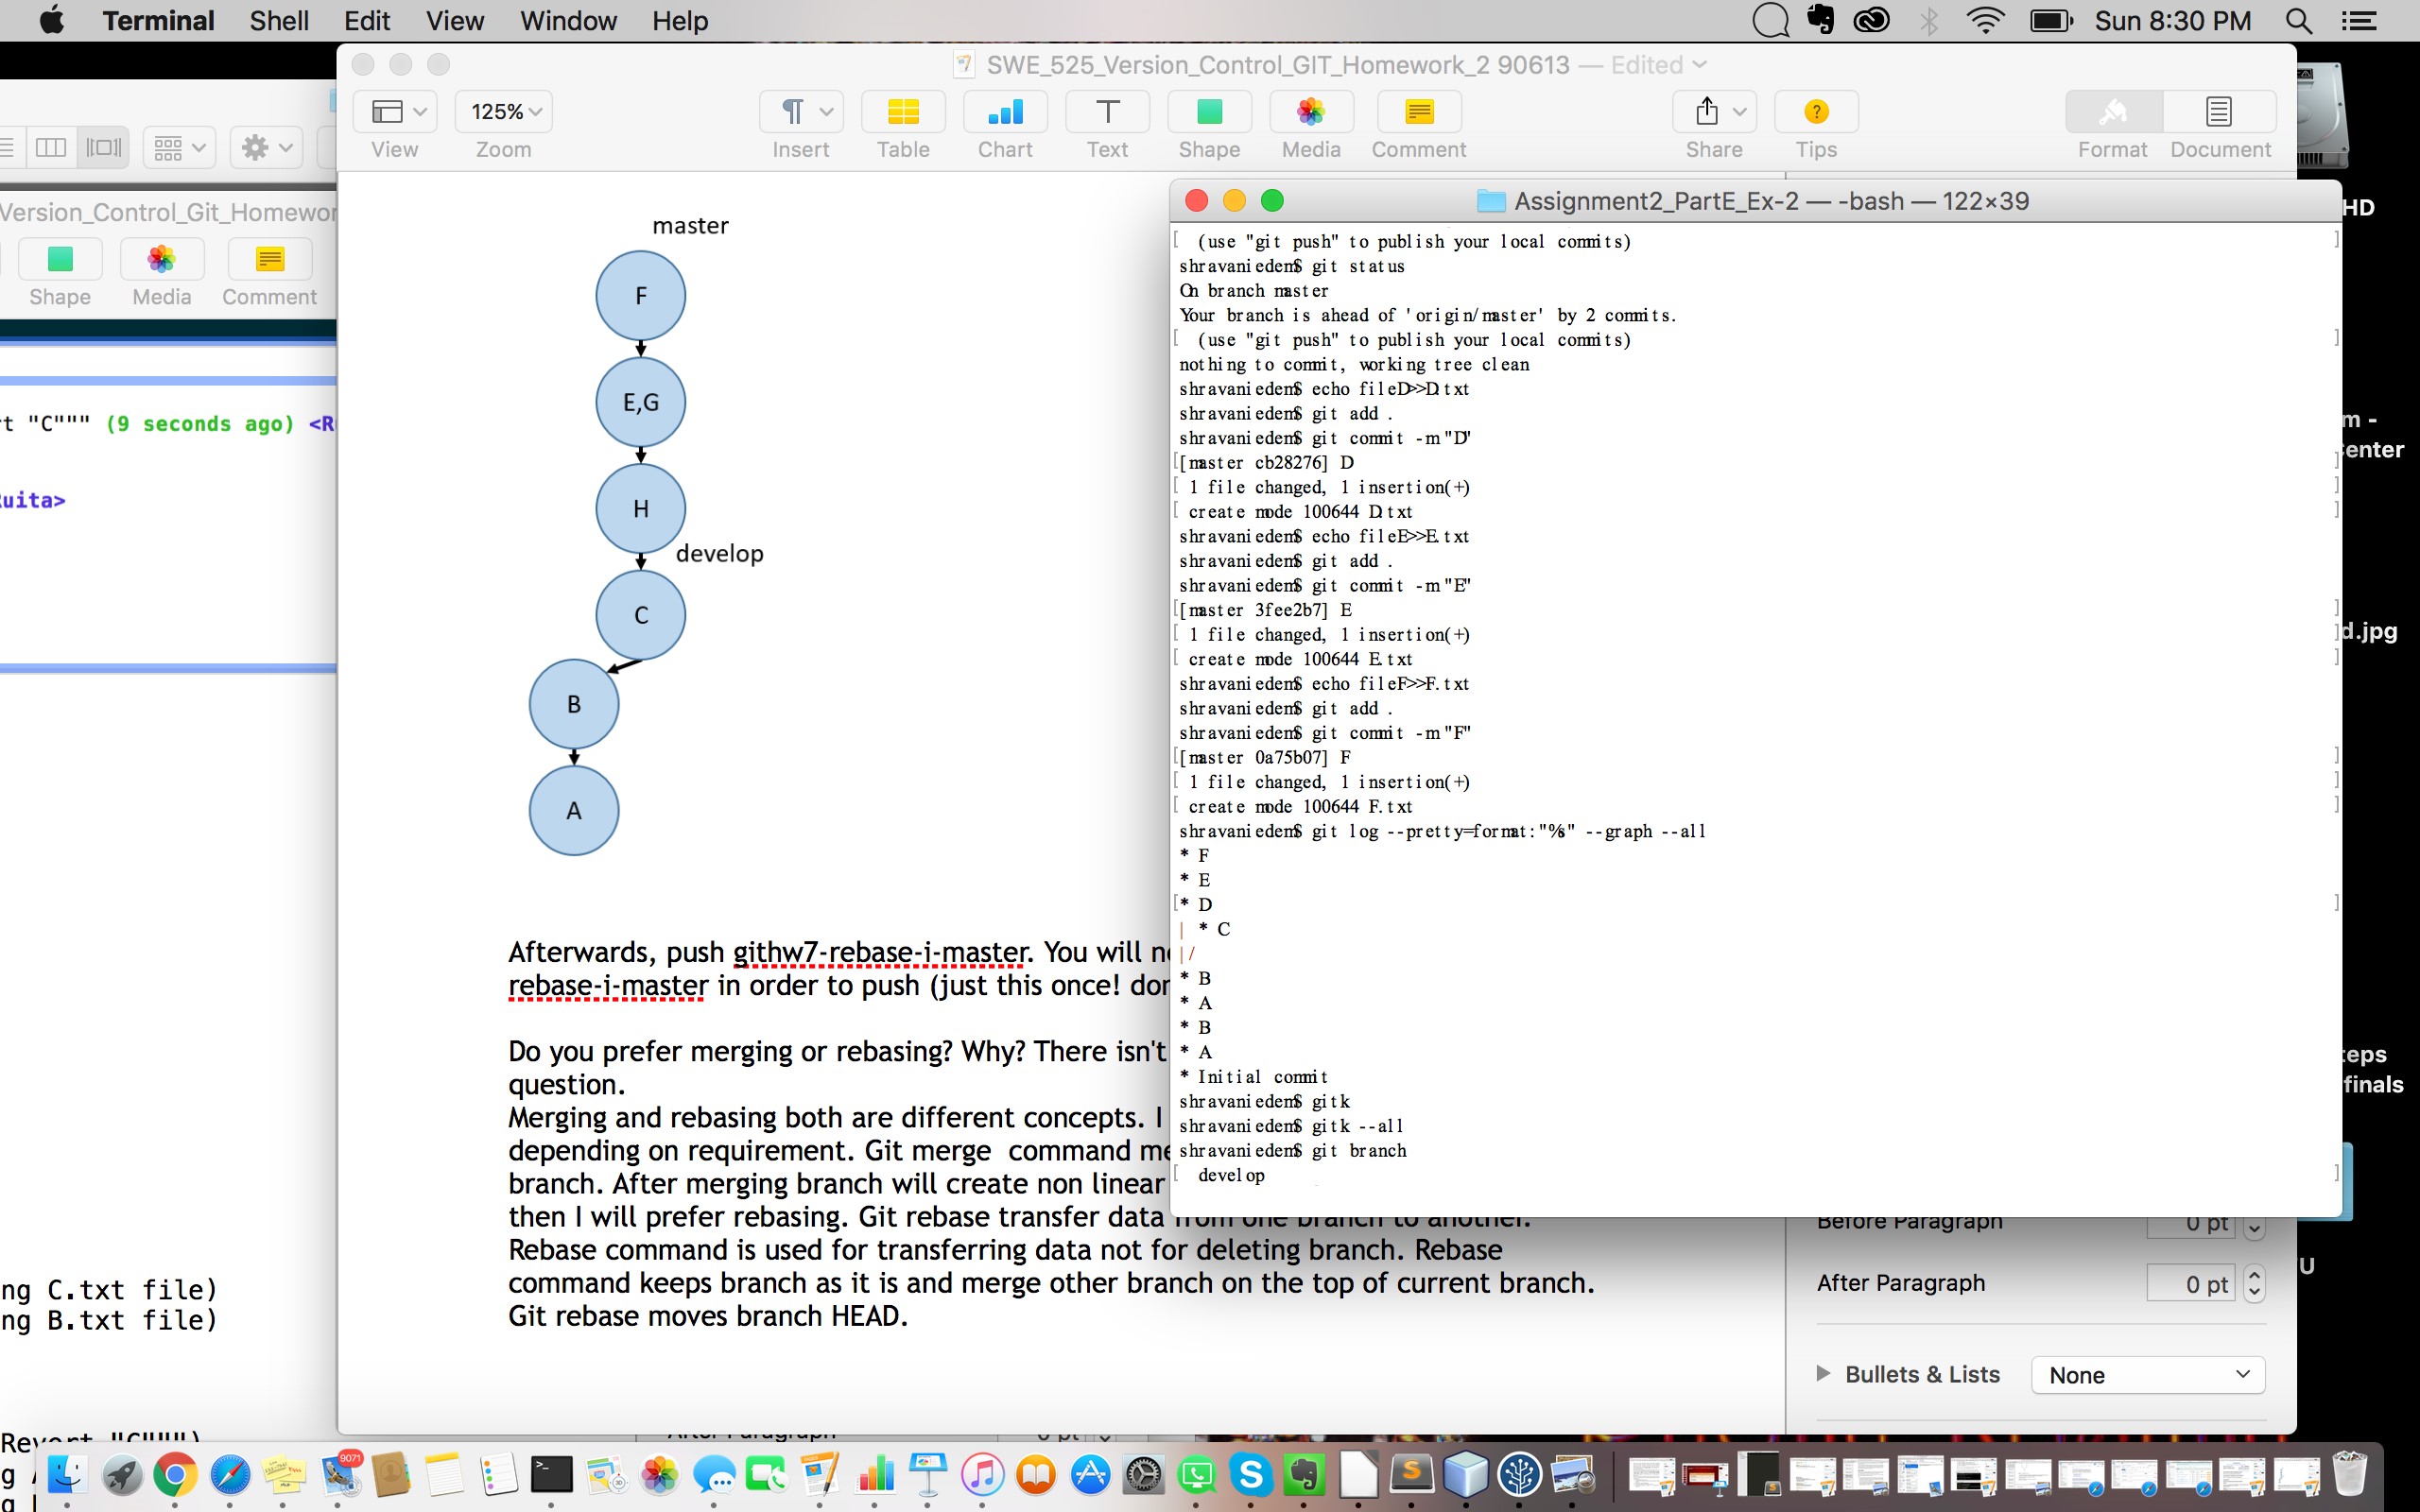 Terminal Shell Edit View Window Help
Sun 8:30 PM
SWE_525_Version_Control_GIT_Homework_2 90613 — Edited
125%
View Zoom Insert Table Chart Text Shape Media Comment Share Tips Format Document
Version_Control_Git_Homewor
Shape Media Comment
rt "C""" (9 seconds ago) <R
uita>
ng C.txt file)
ng B.txt file)
Revert "C""")
master
F
E,G
H
develop
C
B
A
Afterwards, push githw7-rebase-i-master. You will
rebase-i-master in order to push (just this once!
Do you prefer merging or rebasing? Why? There isn't
question.
Merging and rebasing both are different concepts. I
depending on requirement. Git merge  command
branch. After merging branch will create non linear
then I will prefer rebasing. Git rebase transfer data from one branch to another.
Rebase command is used for transferring data not for deleting branch. Rebase
command keeps branch as it is and merge other branch on the top of current branch.
Git rebase moves branch HEAD.
Assignment2_PartE_Ex-2 — -bash — 122×39
(use "git push" to publish your local commits)
shravaniedem$ git status
On branch master
Your branch is ahead of 'origin/master' by 2 commits.
(use "git push" to publish your local commits)
nothing to commit, working tree clean
shravaniedem$ echo fileD>>D.txt
shravaniedem$ git add .
shravaniedem$ git commit -m "D"
[master cb28276] D
1 file changed, 1 insertion(+)
create mode 100644 D.txt
shravaniedem$ echo fileE>>E.txt
shravaniedem$ git add .
shravaniedem$ git commit -m "E"
[master 3fee2b7] E
1 file changed, 1 insertion(+)
create mode 100644 E.txt
shravaniedem$ echo fileF>>F.txt
shravaniedem$ git add .
shravaniedem$ git commit -m "F"
[master 0a75b07] F
1 file changed, 1 insertion(+)
create mode 100644 F.txt
shravaniedem$ git log --pretty=format:"%s" --graph --all
* F
* E
* D
| * C
|/
* B
* A
* B
* A
* Initial commit
shravaniedem$ gitk
shravaniedem$ gitk --all
shravaniedem$ git branch
develop
Before Paragraph 0 pt
After Paragraph 0 pt
Bullets & Lists None
HD
m -
enter
d.jpg
teps
finals
U
9071